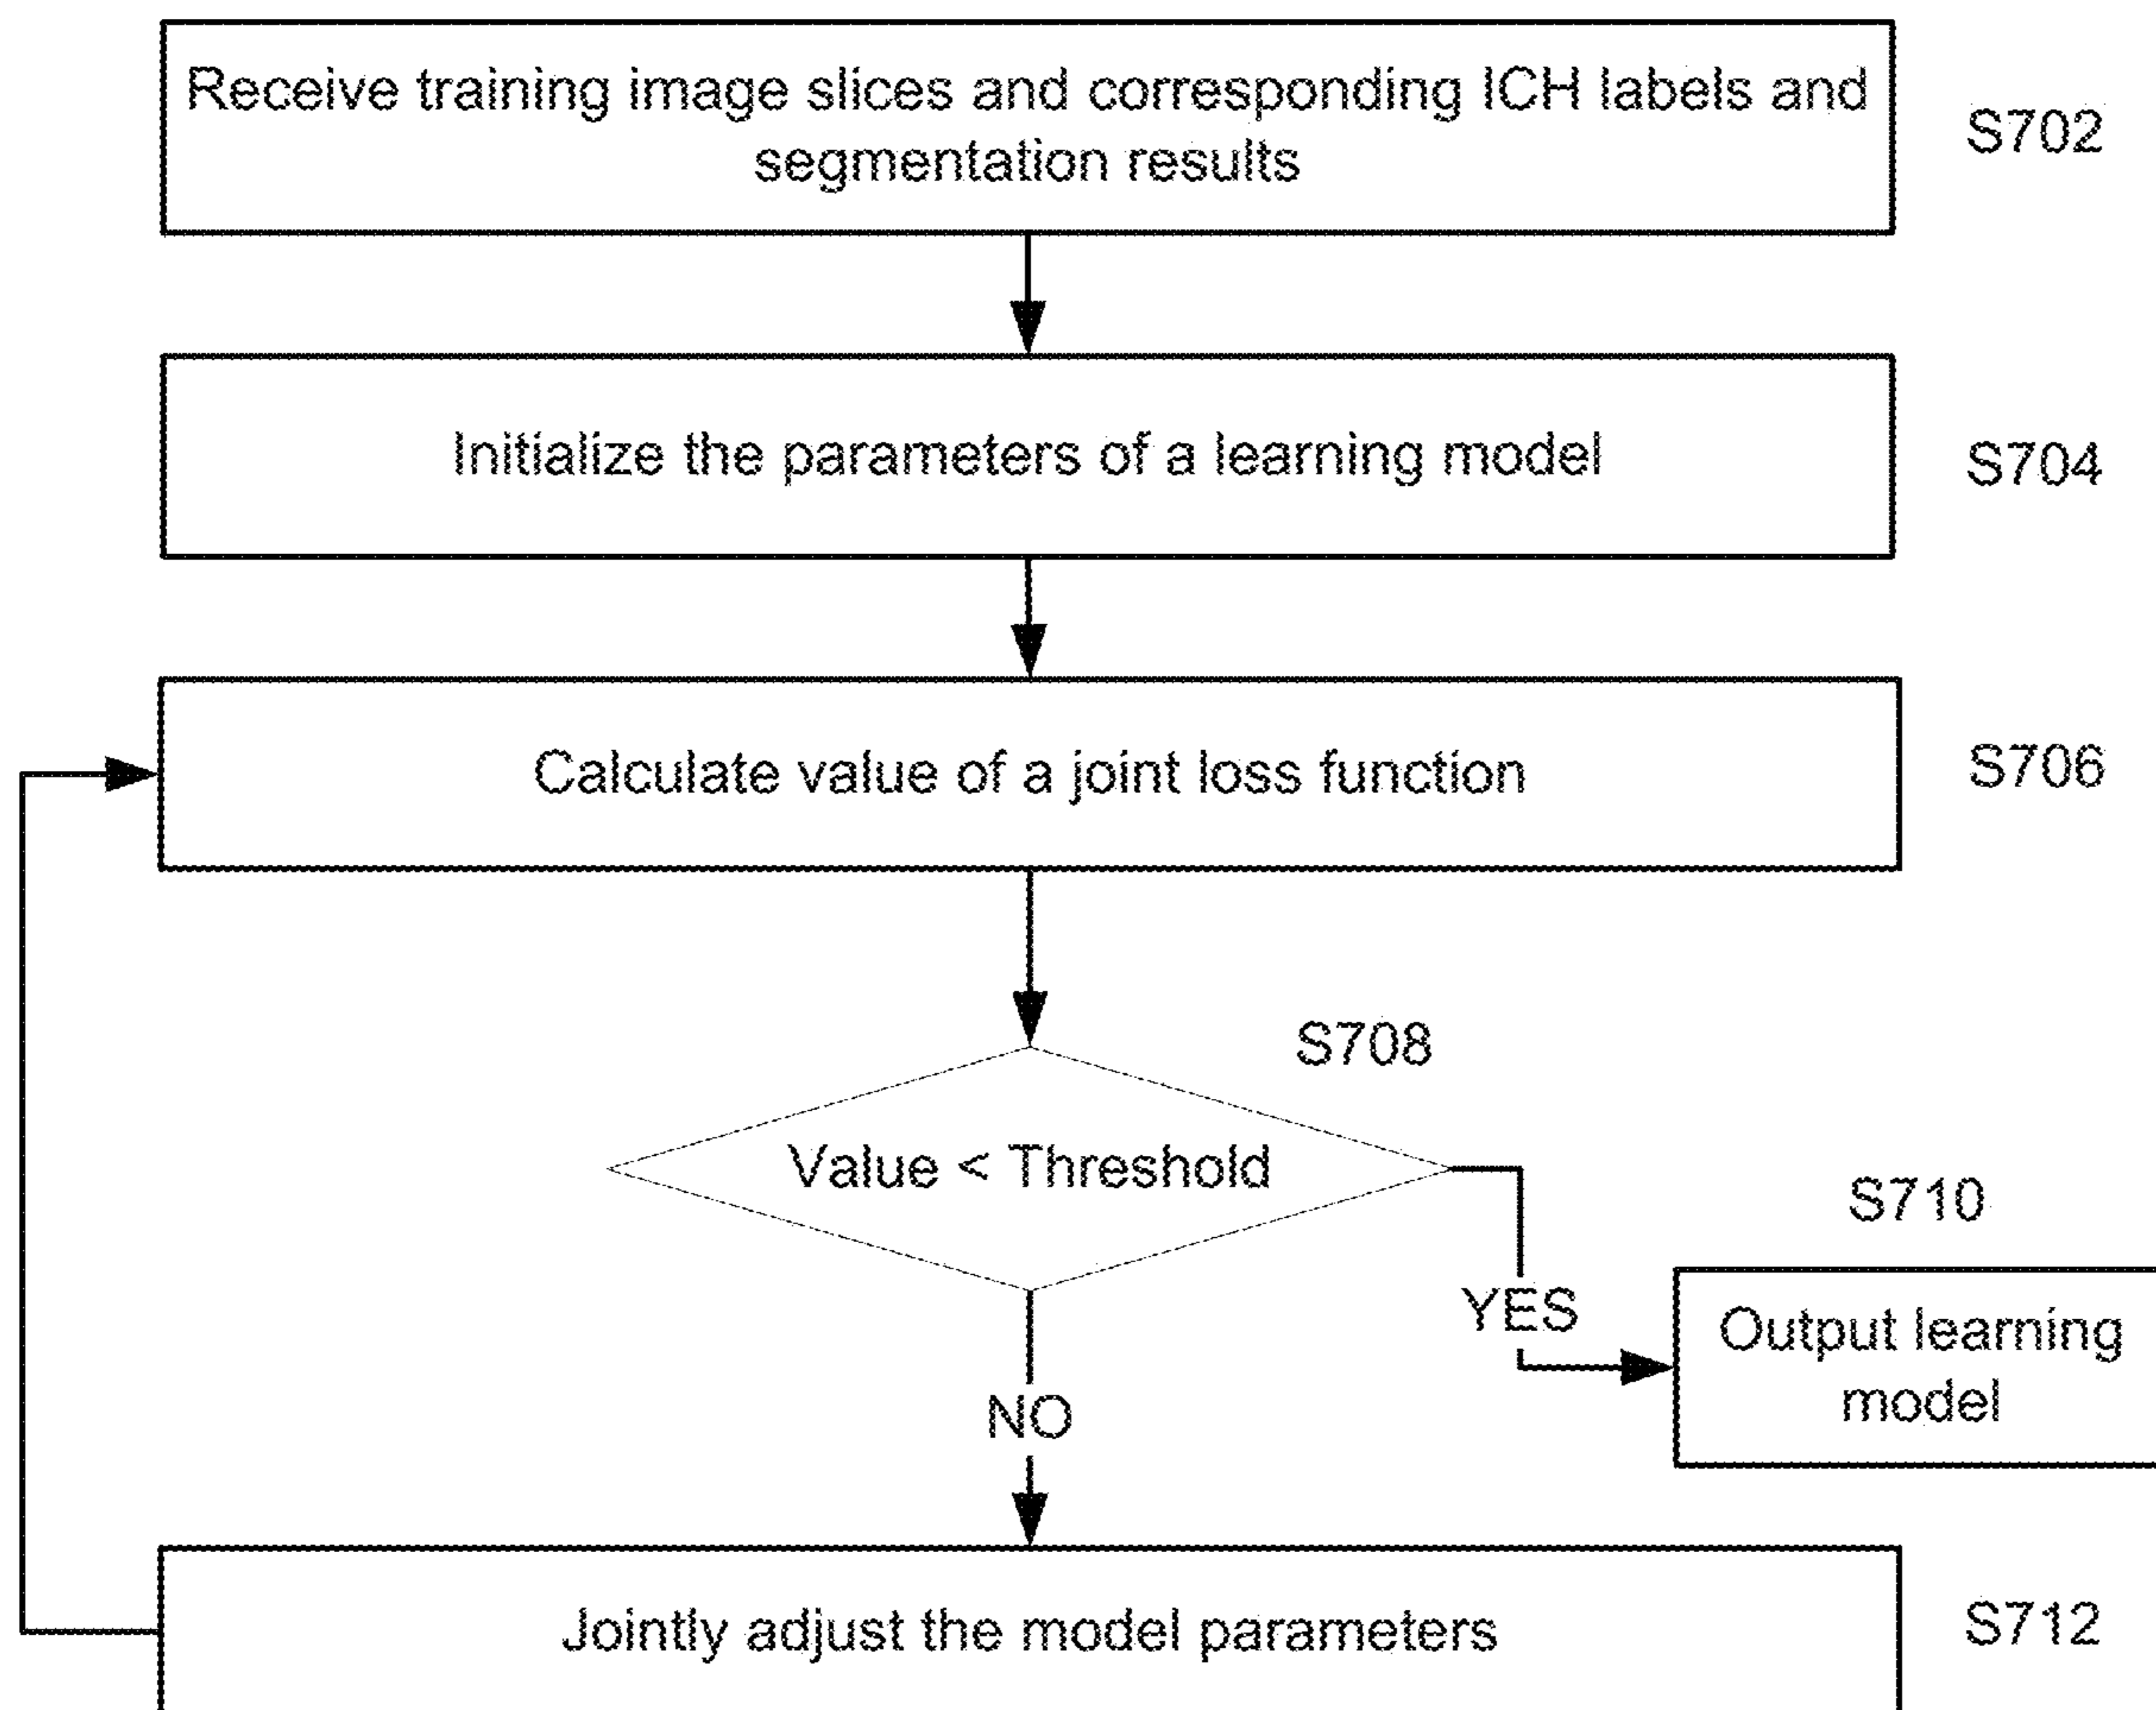 Receive training image slices and corresponding ICH labels and
segmentation results
S702
Initialize the parameters of a learning model
S704
Calculate value of a joint loss function
S706
S708
Value < Threshold
YES
S710
Output learning
model
NO
Jointly adjust the model parameters
S712